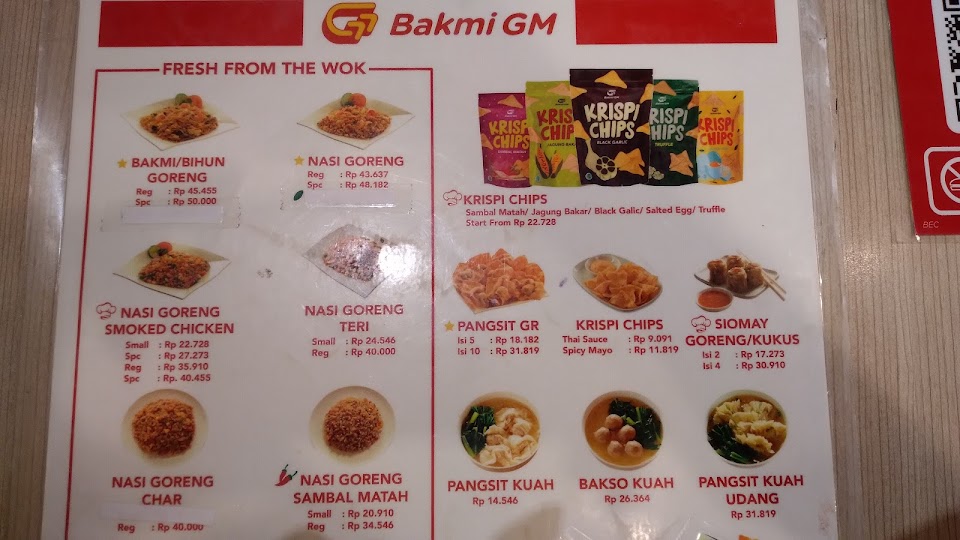 Bakmi GM
FRESH FROM THE WOK
BAKMI/BIHUN
GORENG
Reg : Rp 45.455
Spc : Rp 50.000
NASI GORENG
Reg : Rp 43.637
Spc : Rp 48.182
NASI GORENG
SMOKED CHICKEN
Small : Rp 22.728
Spc : Rp 27.273
Reg : Rp 35.910
Spc : Rp. 40.455
NASI GORENG
TERI
Small : Rp 24.546
Reg : Rp 40.000
NASI GORENG
CHAR
Reg : Rp 40.000
NASI GORENG
SAMBAL MATAH
Small : Rp 20.910
Reg : Rp 34.546
KRISPI
CHIPS
KRISPI
CHIPS
KRISPI
CHIPS
BLACK GARLIC
KRISPI
CHIPS
TRUFFLE
KRISPI
CHIPS
KRISPI CHIPS
Sambal Matah/ Jagung Bakar/ Black Galic/ Salted Egg/ Truffle
Start From Rp 22.728
PANGSIT GR
Isi 5 : Rp 18.182
Isi 10 : Rp 31.819
KRISPI CHIPS
Thai Sauce : Rp 9.091
Spicy Mayo : Rp 11.819
SIOMAY
GORENG/KUKUS
Isi 2 : Rp 17.273
Isi 4 : Rp 30.910
PANGSIT KUAH
Rp 14.546
BAKSO KUAH
Rp 26.364
PANGSIT KUAH
UDANG
Rp 31.819
BEC